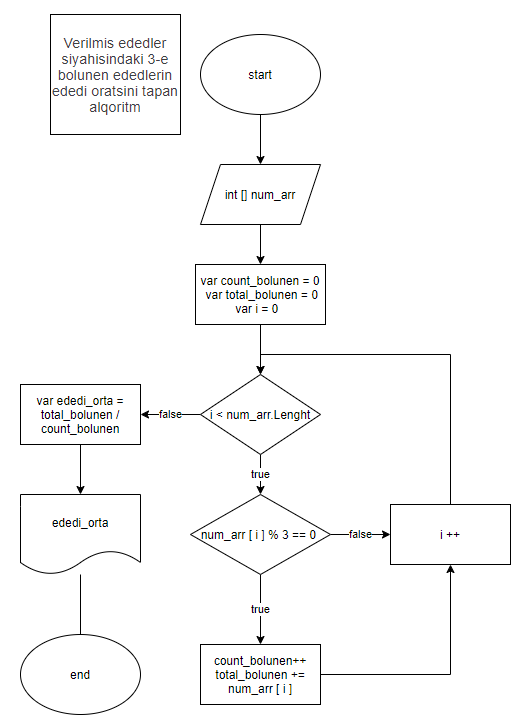 Verilmis ededler
siyahisindaki 3-e
bolunen ededlerin
ededi oratsini tapan
alqoritm
start
int [] num_arr
var count_bolunen = 0
var total_bolunen = 0
var i = 0
i < num_arr.Lenght
false
var ededi_orta =
total_bolunen /
count_bolunen
ededi_orta
end
true
num_arr [ i ] % 3 == 0
false
i ++
true
count_bolunen++
total_bolunen +=
num_arr [ i ]